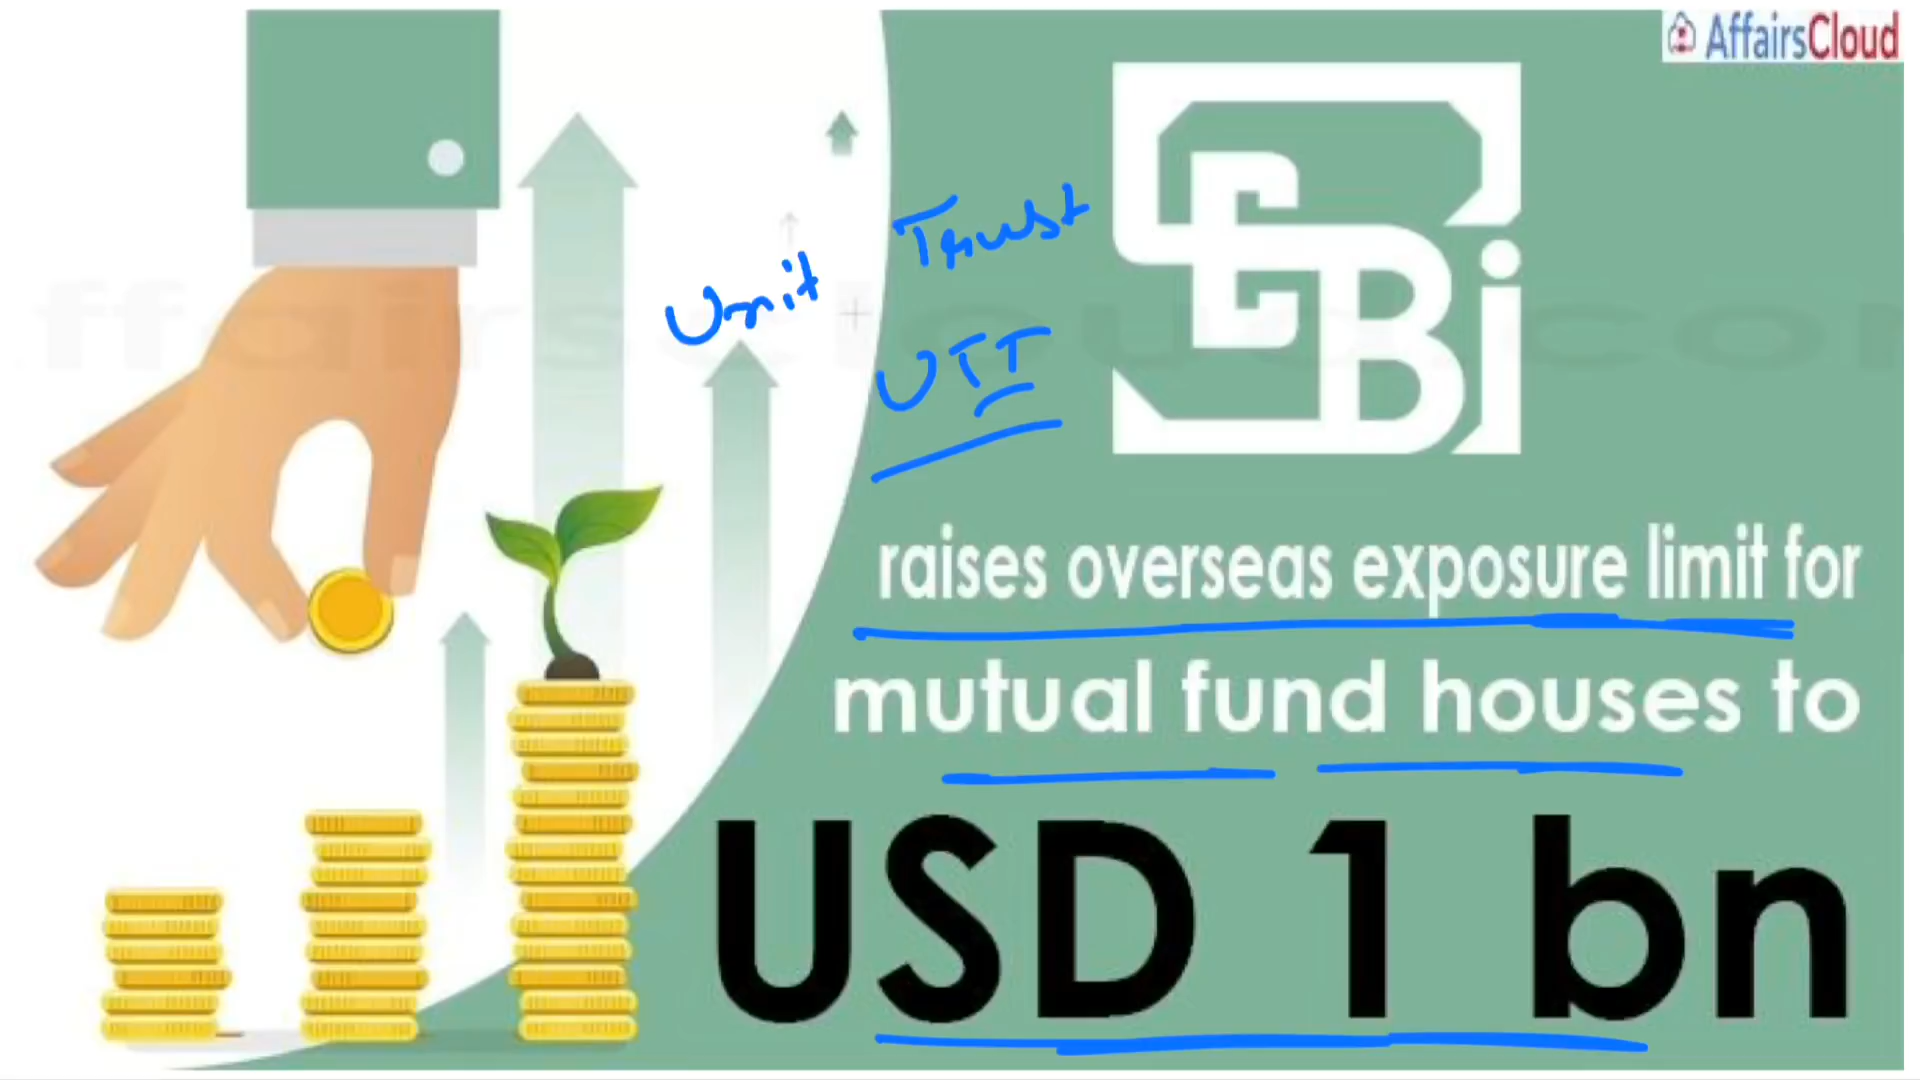 AffairsCloud
SEBi
Unit Trust
UTI
raises overseas exposure limit for
mutual fund houses to
USD 1 bn